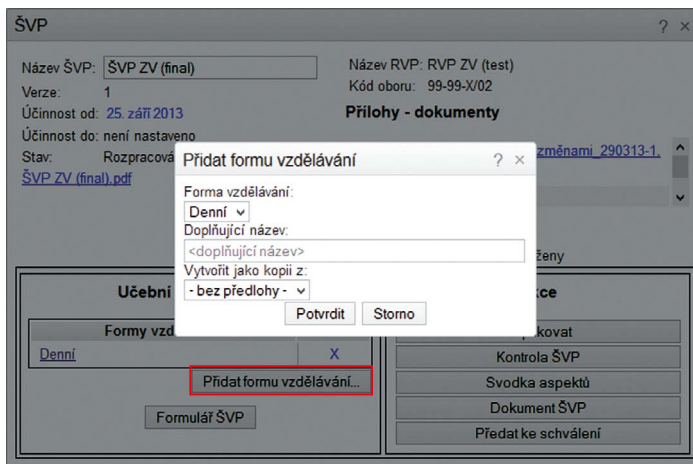 ŠVP ? ×
Název ŠVP: ŠVP ZV (final)
Verze: 1
Účinnost od: 25. září 2013
Účinnost do: není nastaveno
Stav: Rozpracová
ŠVP ZV (final).pdf
Název RVP: RVP ZV (test)
Kód oboru: 99-99-X/02
Přílohy - dokumenty
změnami_290313-1.
ženy
Přidat formu vzdělávání ? ×
Forma vzdělávání:
Denní
Doplňující název:
<doplňující název>
Vytvořit jako kopii z:
- bez předlohy -
Potvrdit Storno
Učební
Formy vzd
Denní X
Přidat formu vzdělávání...
Formulář ŠVP
ce
kovat
Kontrola ŠVP
Svodka aspektů
Dokument ŠVP
Předat ke schválení